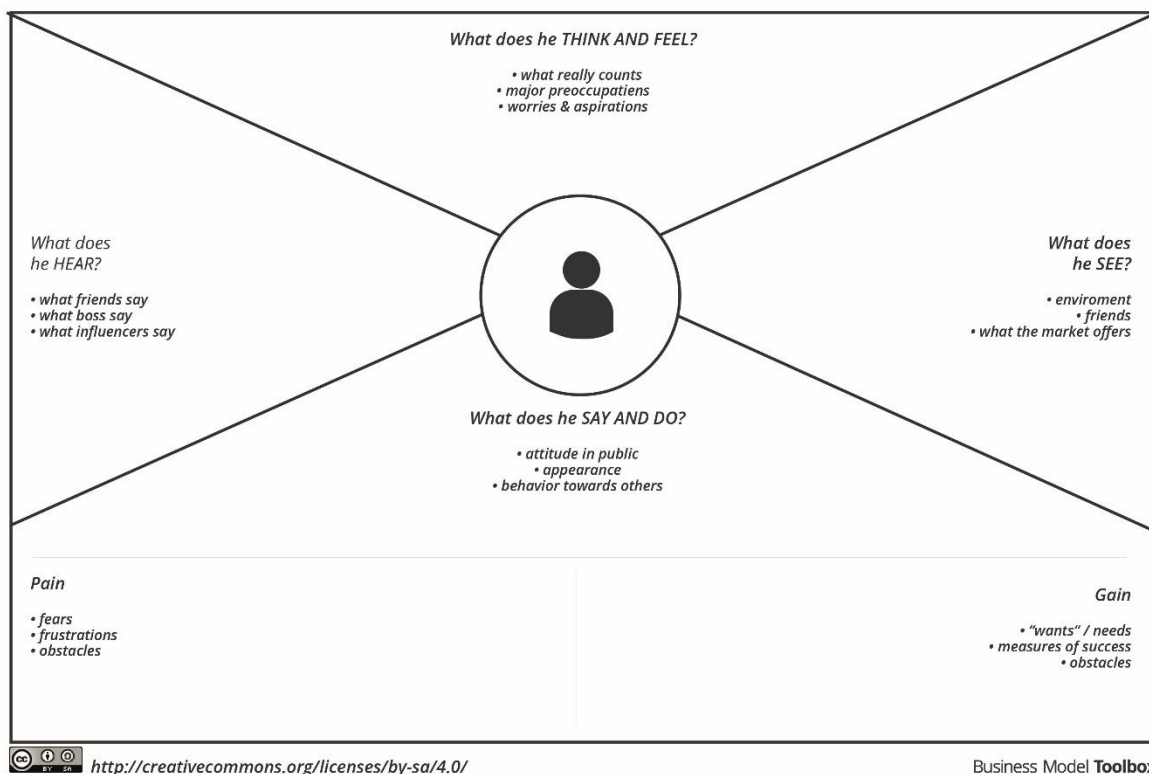 What does he THINK AND FEEL?
• what really counts
• major preoccupatiens
• worries & aspirations
What does
he HEAR?
• what friends say
• what boss say
• what influencers say
What does
he SEE?
• enviroment
• friends
• what the market offers
What does he SAY AND DO?
• attitude in public
• appearance
• behavior towards others
Pain
• fears
• frustrations
• obstacles
Gain
• “wants“ / needs
• measures of success
• obstacles
cc BY SA
http://creativecommons.org/licenses/by-sa/4.0/
Business Model Toolbox